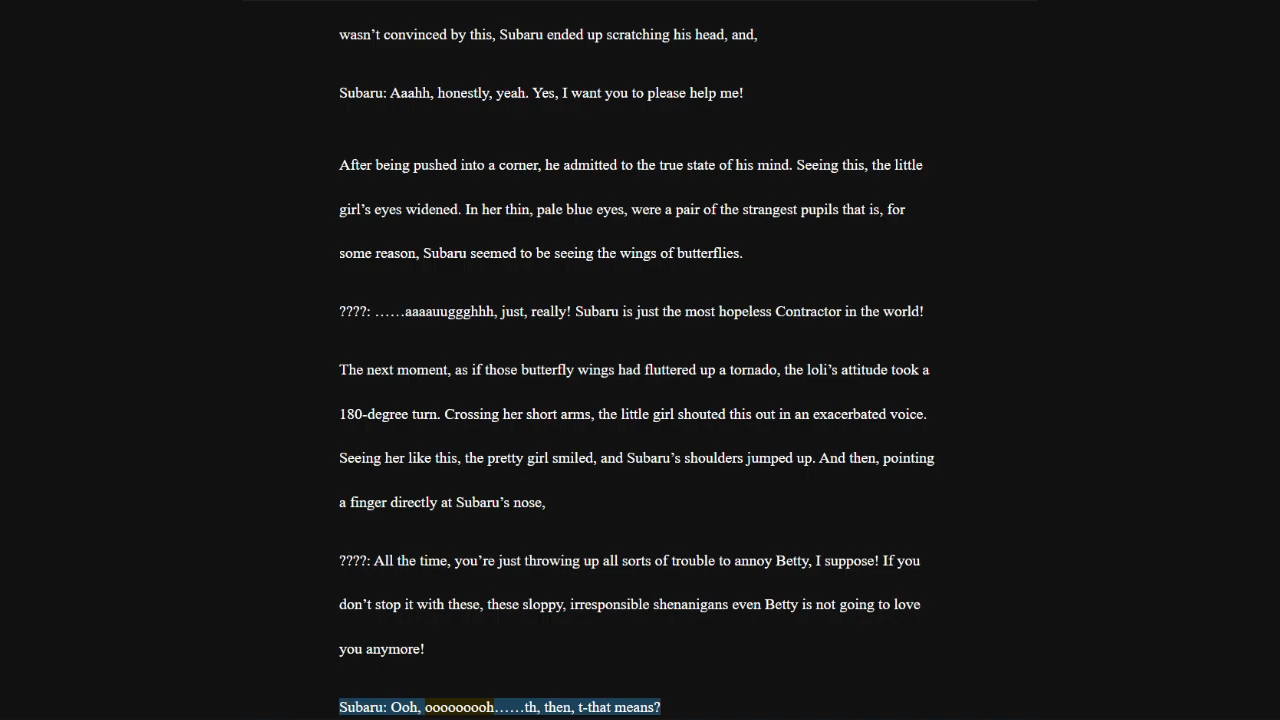 wasn’t convinced by this, Subaru ended up scratching his head, and,
Subaru: Aaahh, honestly, yeah. Yes, I want you to please help me!
After being pushed into a corner, he admitted to the true state of his mind. Seeing this, the little
girl’s eyes widened. In her thin, pale blue eyes, were a pair of the strangest pupils that is, for
some reason, Subaru seemed to be seeing the wings of butterflies.
????: ……aaaauuggghhh, just, really! Subaru is just the most hopeless Contractor in the world!
The next moment, as if those butterfly wings had fluttered up a tornado, the loli’s attitude took a
180-degree turn. Crossing her short arms, the little girl shouted this out in an exacerbated voice.
Seeing her like this, the pretty girl smiled, and Subaru’s shoulders jumped up. And then, pointing
a finger directly at Subaru’s nose,
????: All the time, you’re just throwing up all sorts of trouble to annoy Betty, I suppose! If you
don’t stop it with these, these sloppy, irresponsible shenanigans even Betty is not going to love
you anymore!
Subaru: Ooh, ooooooooh……th, then, t-that means?